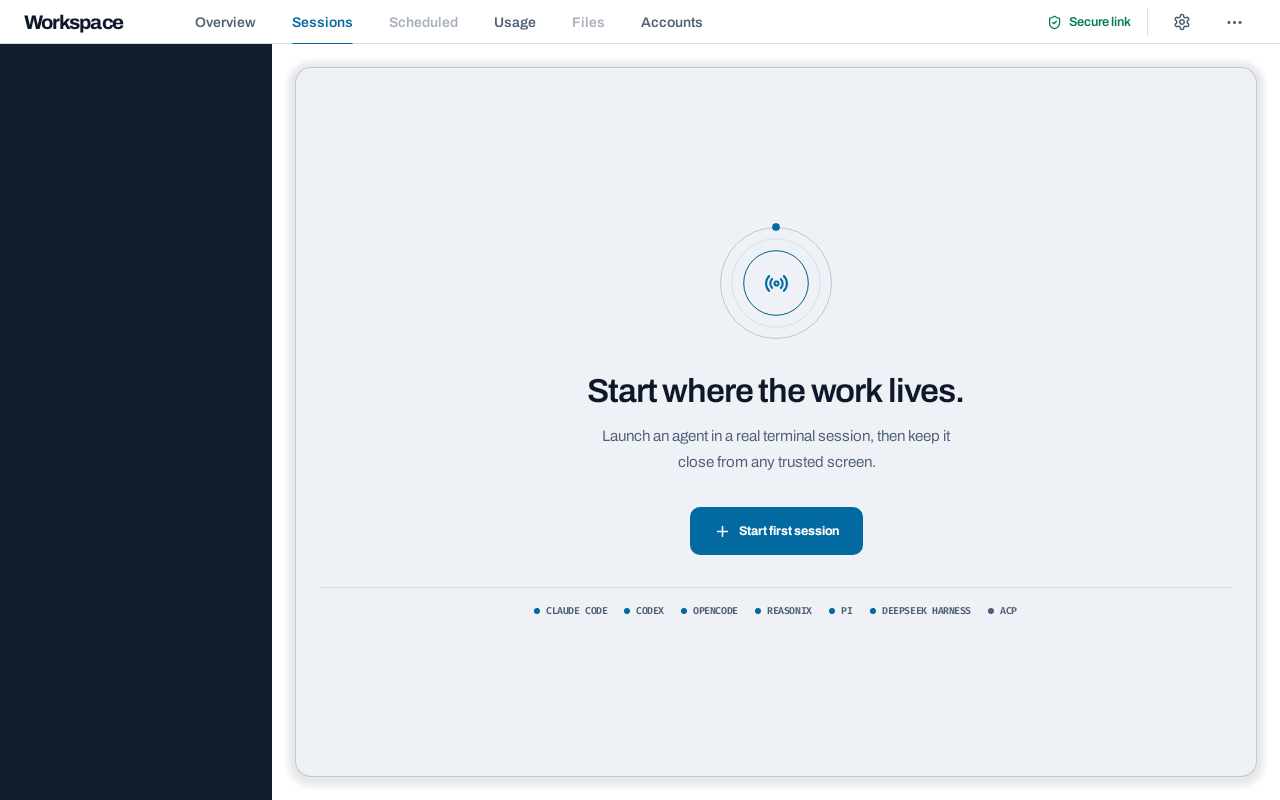 Workspace
Overview
Sessions
Scheduled
Usage
Files
Accounts
Secure link
Start where the work lives.
Launch an agent in a real terminal session, then keep it
close from any trusted screen.
Start first session
CLAUDE CODE
CODEX
OPENCODE
REASONIX
PI
DEEPSEEK HARNESS
ACP